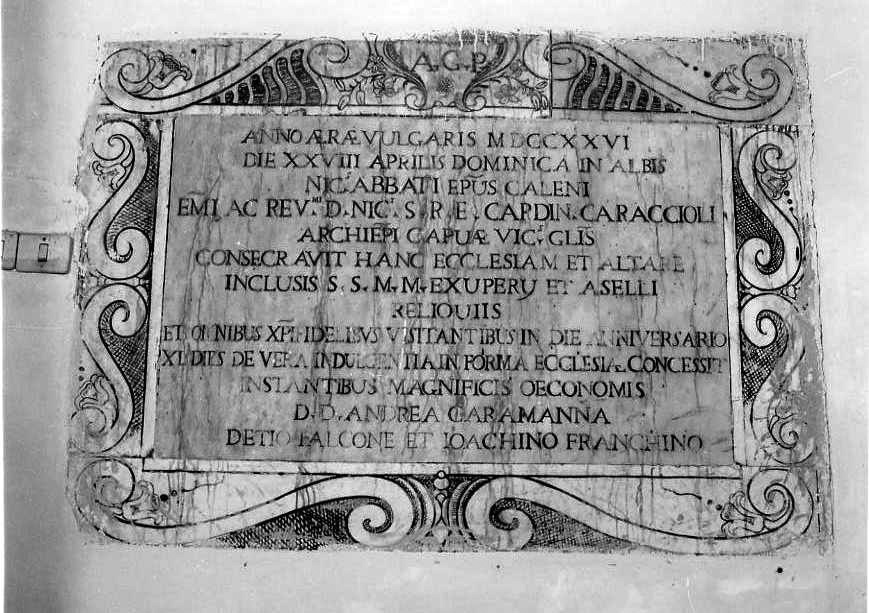 A.G.P.
ANNO ÆRÆ VULGARIS MDCCXXVI
DIE XXVIII APRILIS DOMINICA IN ALBIS
NIC.ABBATI EPUS CALENI
EMI AC REV.MI D.NIC. S.R.E. CARDIN.CARACCIOLI
ARCHIEPI CAPUÆ VIC.GLIS
CONSECRAVIT HANC ECCLESIAM ET ALTARE
INCLUSIS S.S.M.M.EXUPERIJ ET ASELLI
RELIQUIIS
ET OMNIBUS XPI FIDELIBVS VISITANTIBUS IN DIE ANNIVERSARIO
XL DIES DE VERA INDULGENTIA IN FORMA ECCLESIÆ CONCESSIT
INSTANTIBUS MAGNIFICIS OECONOMIS
D.D.ANDREA CARAMANNA
DETIO FALCONE ET IOACHINO FRANCHINO